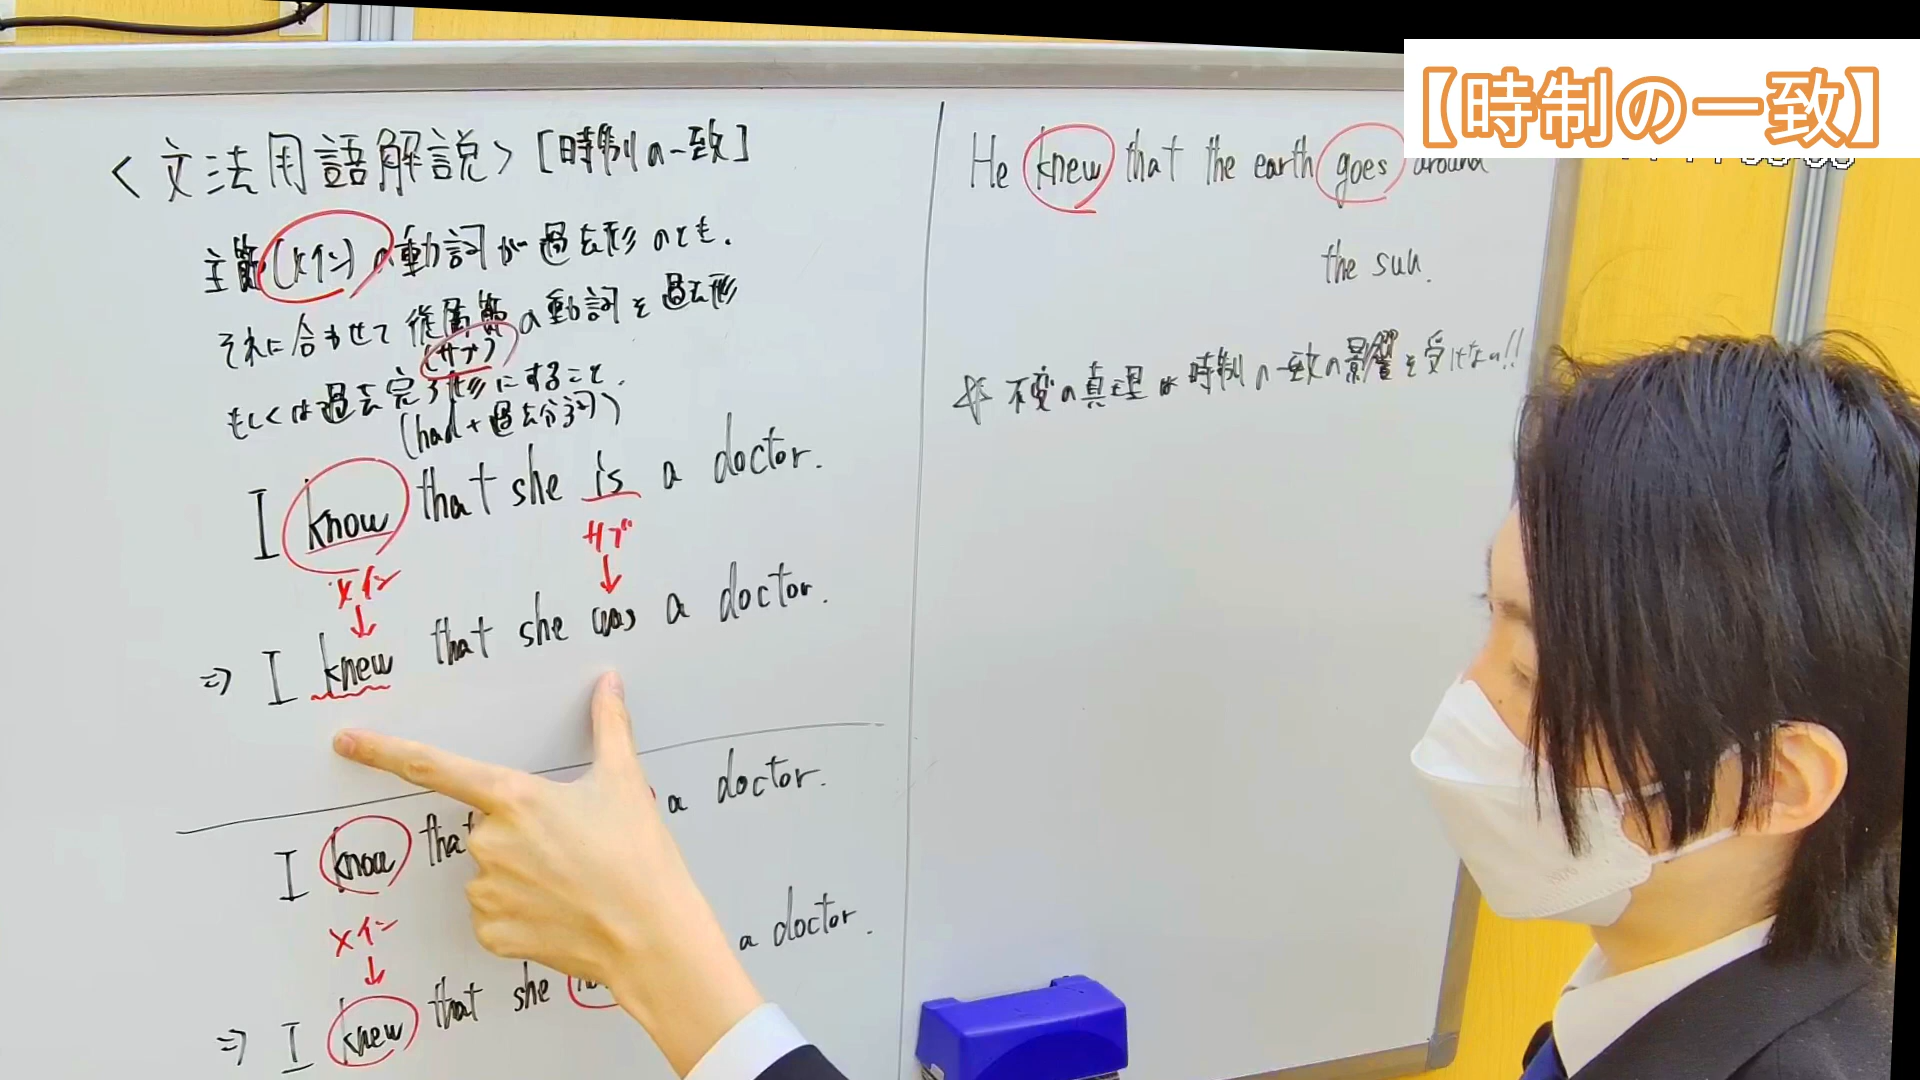 【時制の一致】
<文法用語解説> [時制の一致]
主節(メイン)の動詞が過去形のとき、
それに合わせて従属節の動詞を過去形
(サブ)
もしくは過去完了形にすること、
(had+過去分詞)
I know that she is a doctor.
メイン サブ
↓ ↓
⇒ I knew that she was a doctor.
I know a doctor.
メイン
↓
⇒ I knew that she a doctor.
He knew that the earth goes around
the sun.
※ 不変の真理は時制の一致の影響を受けない!!